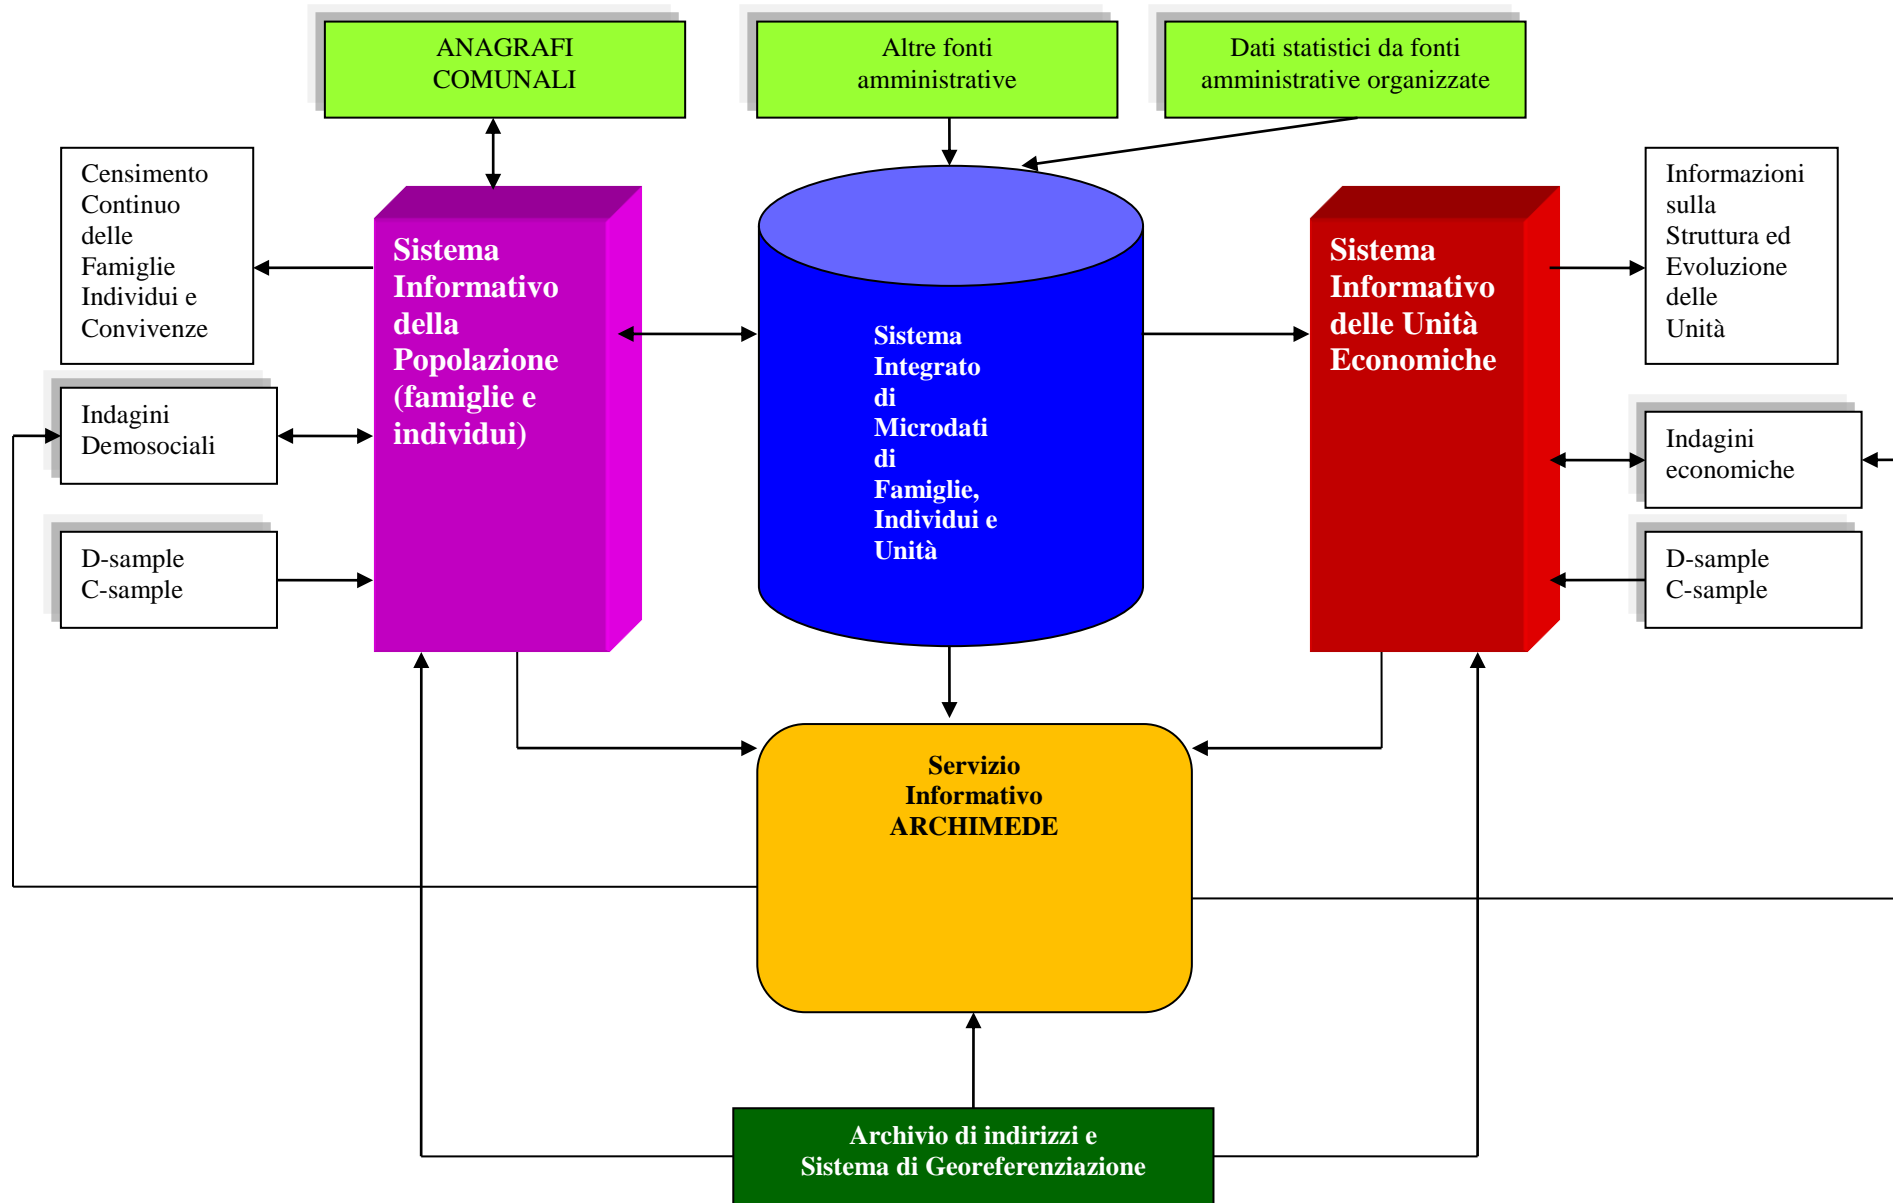 ANAGRAFI
COMUNALI
Altre fonti
amministrative
Dati statistici da fonti
amministrative organizzate
Censimento
Continuo
delle
Famiglie
Individui e
Convivenze
Sistema
Informativo
della
Popolazione
(famiglie e
individui)
Sistema
Integrato
di
Microdati
di
Famiglie,
Individui e
Unità
Sistema
Informativo
delle Unità
Economiche
Informazioni
sulla
Struttura ed
Evoluzione
delle
Unità
Indagini
Demosociali
Indagini
economiche
D-sample
C-sample
D-sample
C-sample
Servizio
Informativo
ARCHIMEDE
Archivio di indirizzi e
Sistema di Georeferenziazione